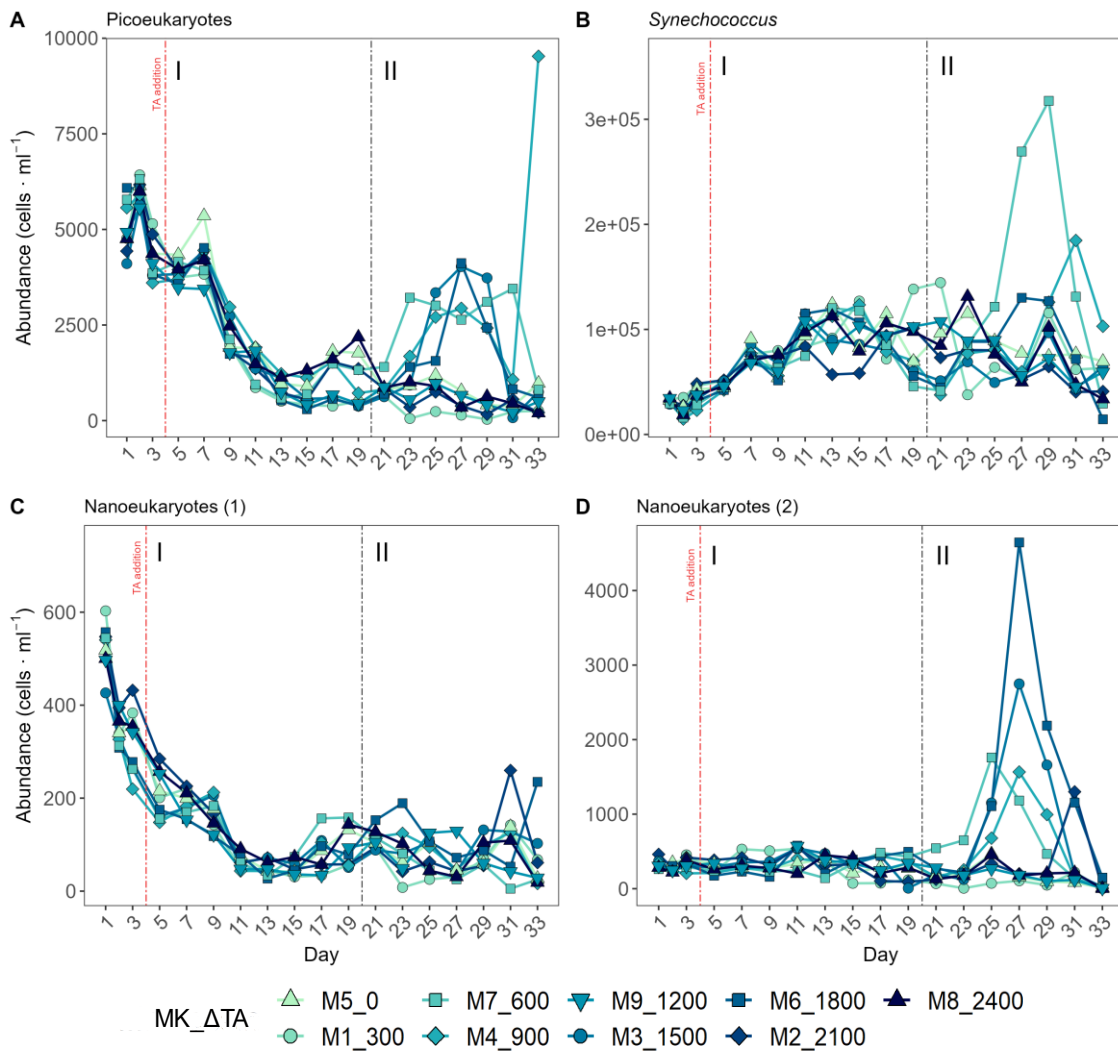 A Picoeukaryotes
Abundance (cells · ml⁻¹)
10000
7500
5000
2500
0
TA addition
I
II
1 3 5 7 9 11 13 15 17 19 21 23 25 27 29 31 33
B Synechococcus
3e+05
2e+05
1e+05
0e+00
TA addition
I
II
1 3 5 7 9 11 13 15 17 19 21 23 25 27 29 31 33
C Nanoeukaryotes (1)
Abundance (cells · ml⁻¹)
600
400
200
0
TA addition
I
II
1 3 5 7 9 11 13 15 17 19 21 23 25 27 29 31 33
Day
D Nanoeukaryotes (2)
4000
3000
2000
1000
0
TA addition
I
II
1 3 5 7 9 11 13 15 17 19 21 23 25 27 29 31 33
Day
MK_ΔTA
M5_0 M7_600 M9_1200 M6_1800 M8_2400
M1_300 M4_900 M3_1500 M2_2100